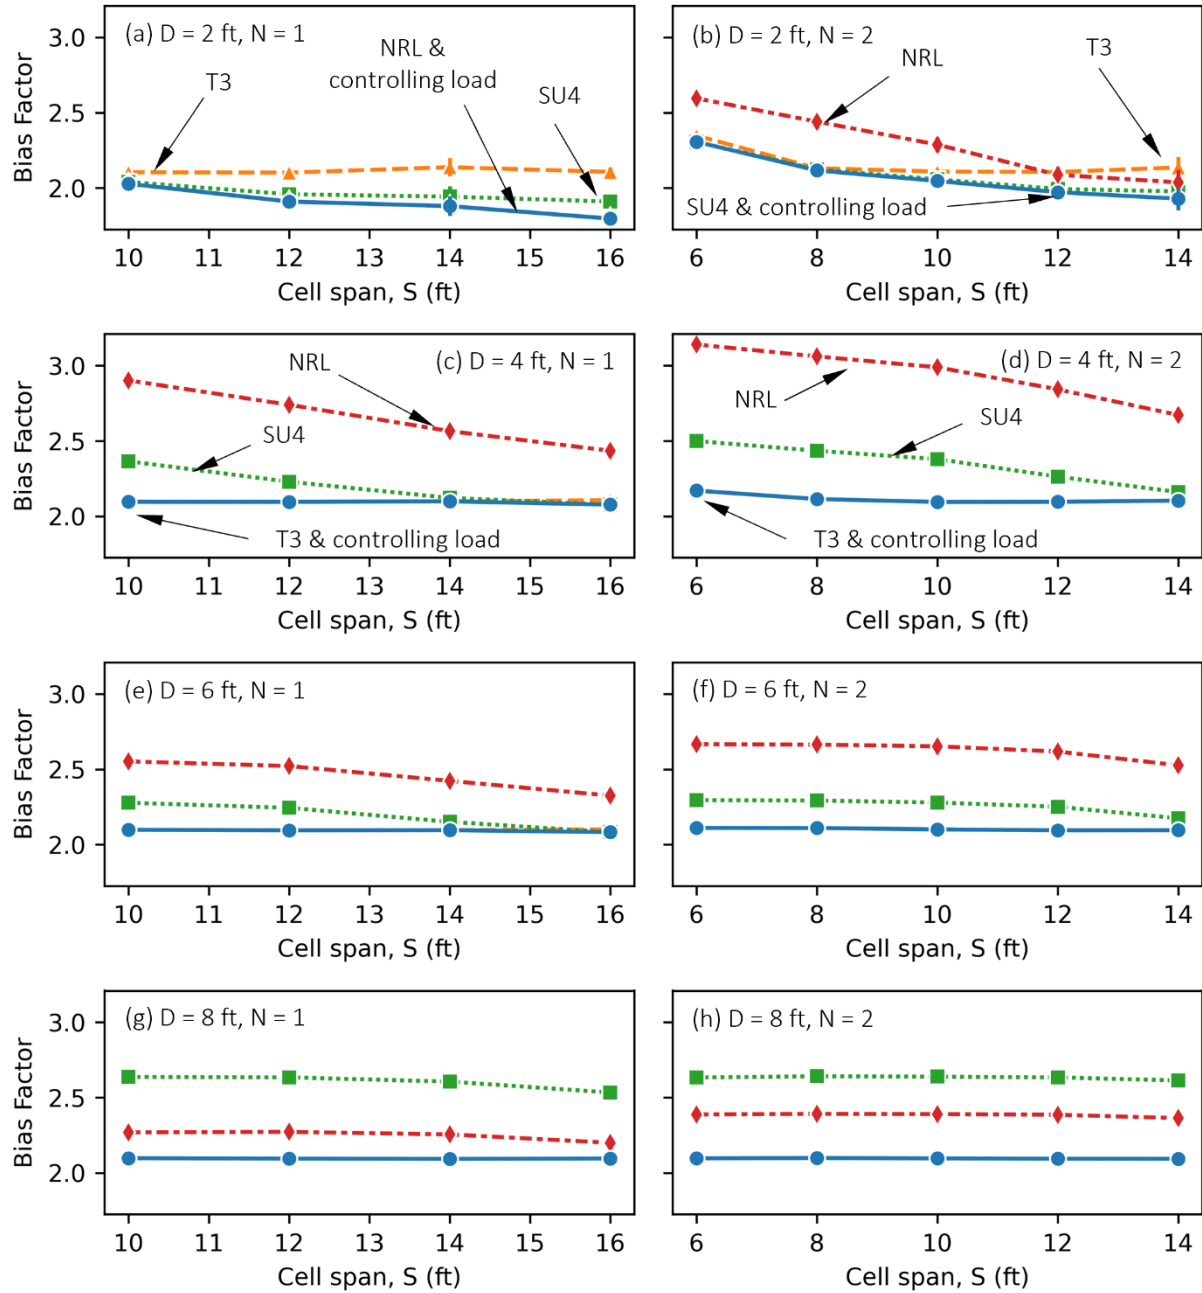 (a) D = 2 ft, N = 1
NRL &
controlling load
T3
SU4
Bias Factor
3.0
2.5
2.0
10 11 12 13 14 15 16
Cell span, S (ft)
(b) D = 2 ft, N = 2
NRL
T3
SU4 & controlling load
6 8 10 12 14
Cell span, S (ft)
(c) D = 4 ft, N = 1
NRL
SU4
T3 & controlling load
Bias Factor
3.0
2.5
2.0
10 11 12 13 14 15 16
Cell span, S (ft)
(d) D = 4 ft, N = 2
NRL
SU4
T3 & controlling load
6 8 10 12 14
Cell span, S (ft)
(e) D = 6 ft, N = 1
Bias Factor
3.0
2.5
2.0
10 11 12 13 14 15 16
Cell span, S (ft)
(f) D = 6 ft, N = 2
6 8 10 12 14
Cell span, S (ft)
(g) D = 8 ft, N = 1
Bias Factor
3.0
2.5
2.0
10 11 12 13 14 15 16
Cell span, S (ft)
(h) D = 8 ft, N = 2
6 8 10 12 14
Cell span, S (ft)